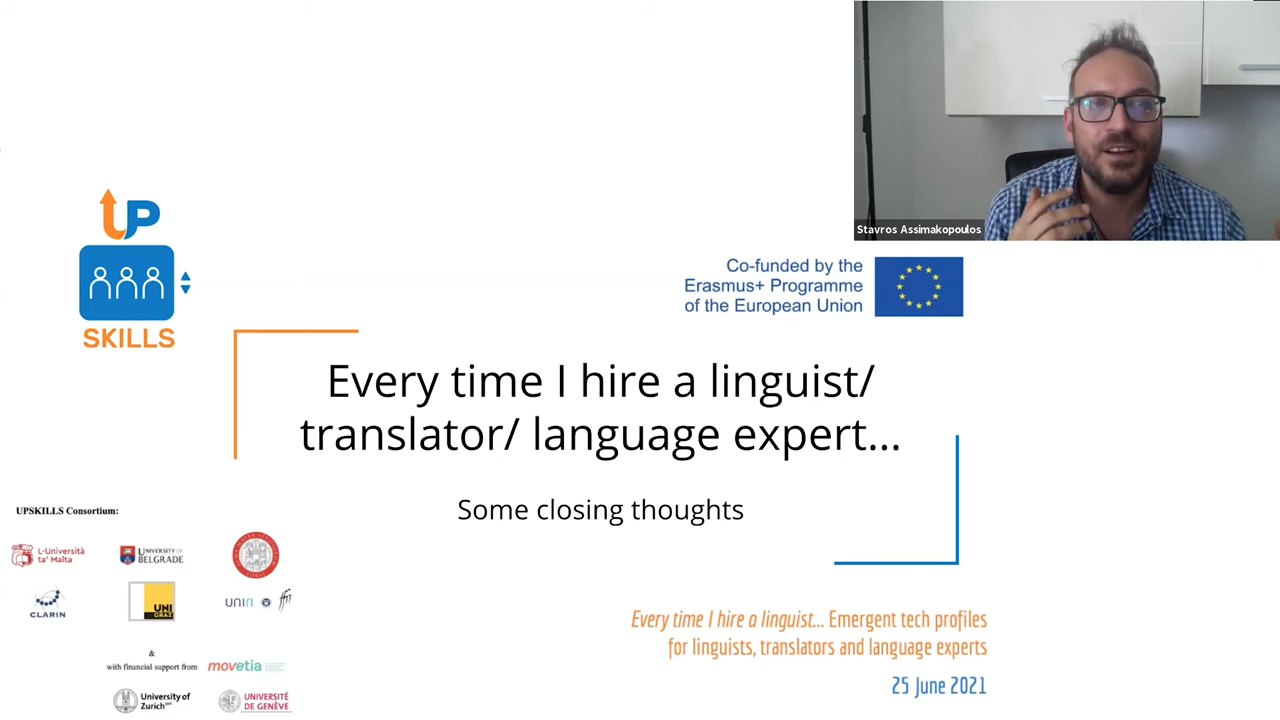 Stavros Assimakopoulos
UP
SKILLS
Co-funded by the
Erasmus+ Programme
of the European Union
Every time I hire a linguist/
translator/ language expert...
Some closing thoughts
UPSKILLS Consortium:
L-Università
ta' Malta
UNIVERSITY OF
BELGRADE
CLARIN
UNI
GRAZ
UNIRI
&
with financial support from
movetia
University of
Zurich
UNIVERSITÉ
DE GENÈVE
Every time I hire a linguist... Emergent tech profiles
for linguists, translators and language experts
25 June 2021